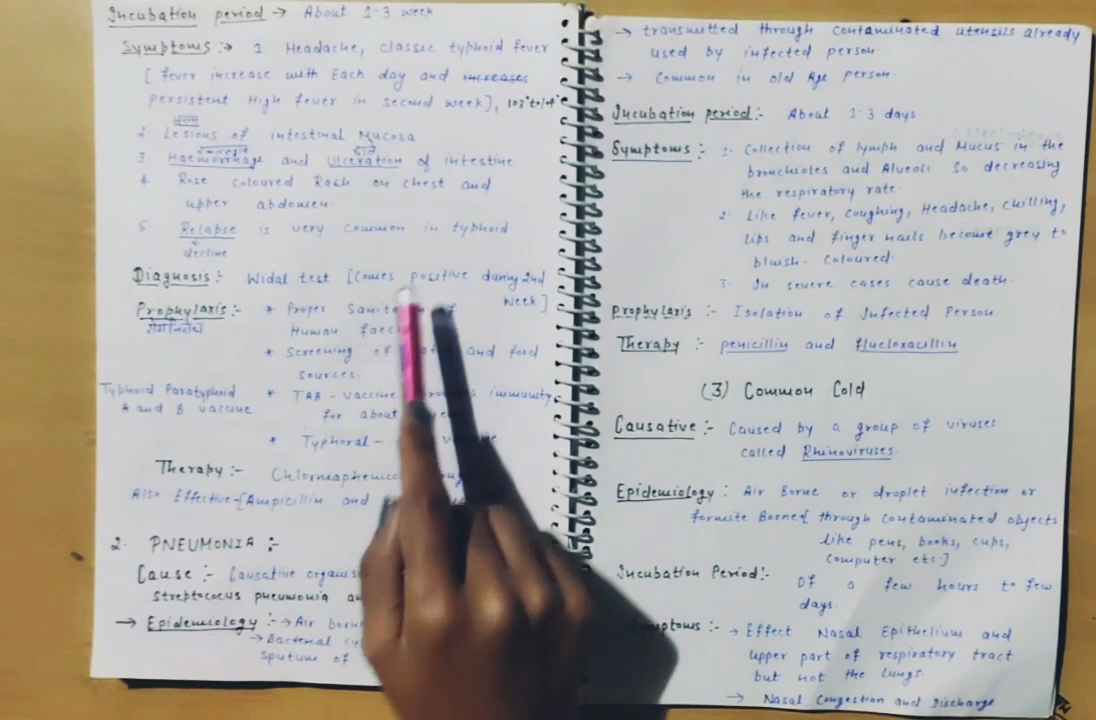 Incubation period → About 1-3 week
Symptoms :→ 1 Headache, classic typhoid fever
[ fever increase with Each day and increases
persistent High fever in second week], 103° to 104°
2. Lesions of intestinal Mucosa
3 Haemorrhage and Ulceration of intestine
4. Rose coloured Rash on chest and
upper abdomen.
5 Relapse is very common in typhoid.
decline
Diagnosis :- Widal test [Comes positive during 2nd
week]
Prophylaxis :- * Proper
Human
* Screening of and food
sources.
Typhoid Paratyphoid
A and B vaccine
* TAB - Vaccine immunity
for about
* Typhoral -
Therapy :-
Also Effective - [Ampicillin and
2. PNEUMONIA :-
Cause :- Causative
streptococus pneumonia
→ Epidemiology :- → Air borne
→ Bacterial
sputum of
→ transmitted through contaminated utensils already
used by infected person.
→ Common in old Age person.
Incubation period :- About 1-3 days.
Symptoms :- 1. Collection of lymph and Mucus in the
bronchioles and Alveoli so decreasing
the respiratory rate.
2. Like fever, coughing, Headache, chilling,
lips and finger nails become grey to
bluish - coloured.
3. In severe cases cause death.
prophylaxis :- Isolation of Infected Person.
Therapy :- penicillin and flucloxacillin
(3) Common Cold
Causative :- Caused by a group of viruses
called Rhinoviruses.
Epidemiology : Air Borne or droplet infection or
formite Borne[ through contaminated objects
like pens, books, cups,
computer etc.]
Incubation Period :- Of a few hours to few
days.
:- → Effect Nasal Epithelium and
upper part of respiratory tract
but not the Lungs.
→ Nasal Congestion and Discharge